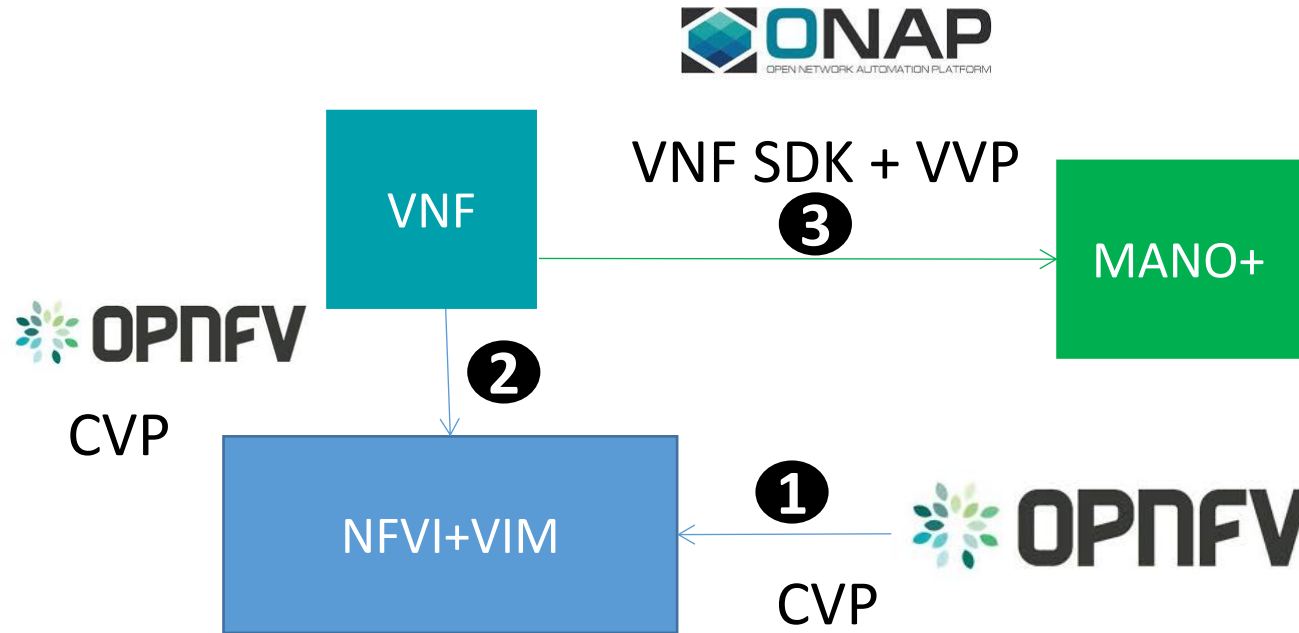 ONAP
OPEN NETWORK AUTOMATION PLATFORM
VNF SDK + VVP
VNF
3
MANO+
OPNFV
2
CVP
NFVI+VIM
1
OPNFV
CVP